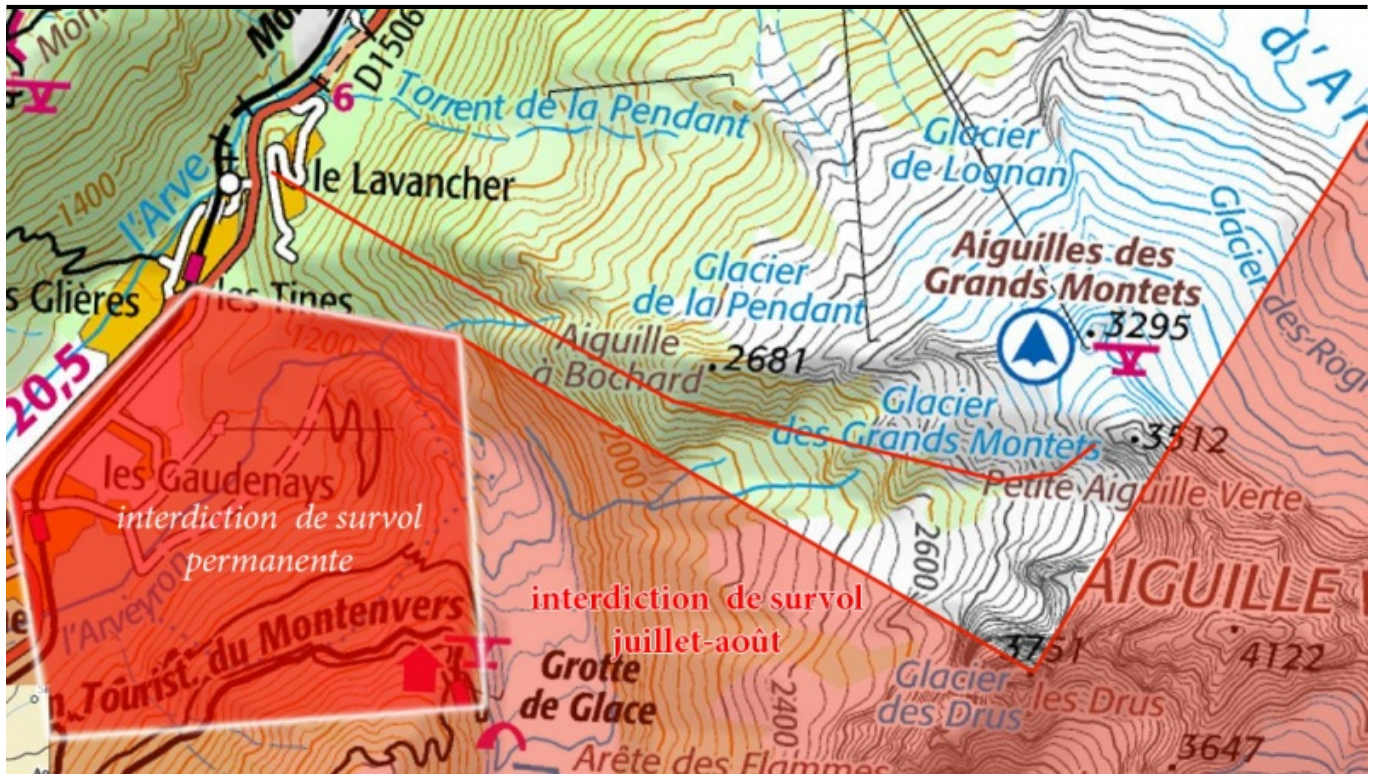 D1506
6
Torrent de la Pendant
d'A
Glacier
de Lognan
le Lavancher
1400
l'Arve
Glacier des Rogn
Aiguilles des
Grands Montets
3295
Glacier
de la Pendant
s Glières
les Tines
1200
Aiguille
à Bochard
2681
20,5
Glacier
des Grands Montets
3512
Petite Aiguille Verte
2000
les Gaudenays
interdiction de survol
permanente
2600
AIGUILLE V
interdiction de survol
juillet-août
l'Arveyron
Tourist. du Montenvers
3751
4122
Grotte
de Glace
Glacier
des Drus
les Drus
2400
3647
Arête des Flammes